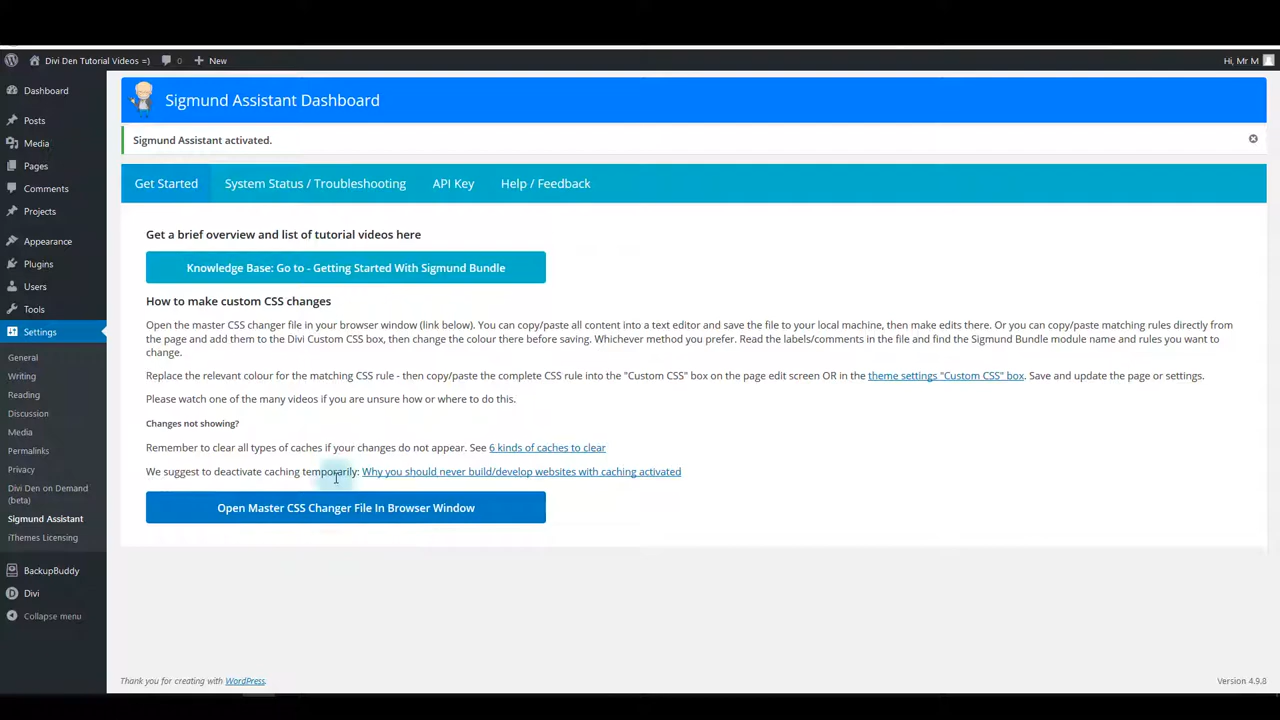 Divi Den Tutorial Videos =)
0
New
Hi, Mr M
Dashboard
Posts
Media
Pages
Comments
Projects
Appearance
Plugins
Users
Tools
Settings
General
Writing
Reading
Discussion
Media
Permalinks
Privacy
Divi Den on Demand
(beta)
Sigmund Assistant
iThemes Licensing
BackupBuddy
Divi
Collapse menu
Sigmund Assistant Dashboard
Sigmund Assistant activated.
Get Started
System Status / Troubleshooting
API Key
Help / Feedback
Get a brief overview and list of tutorial videos here
Knowledge Base: Go to - Getting Started With Sigmund Bundle
How to make custom CSS changes
Open the master CSS changer file in your browser window (link below). You can copy/paste all content into a text editor and save the file to your local machine, then make edits there. Or you can copy/paste matching rules directly from
the page and add them to the Divi Custom CSS box, then change the colour there before saving. Whichever method you prefer. Read the labels/comments in the file and find the Sigmund Bundle module name and rules you want to
change.
Replace the relevant colour for the matching CSS rule - then copy/paste the complete CSS rule into the "Custom CSS" box on the page edit screen OR in the theme settings "Custom CSS" box. Save and update the page or settings.
Please watch one of the many videos if you are unsure how or where to do this.
Changes not showing?
Remember to clear all types of caches if your changes do not appear. See 6 kinds of caches to clear
We suggest to deactivate caching temporarily: Why you should never build/develop websites with caching activated
Open Master CSS Changer File In Browser Window
Thank you for creating with WordPress.
Version 4.9.8